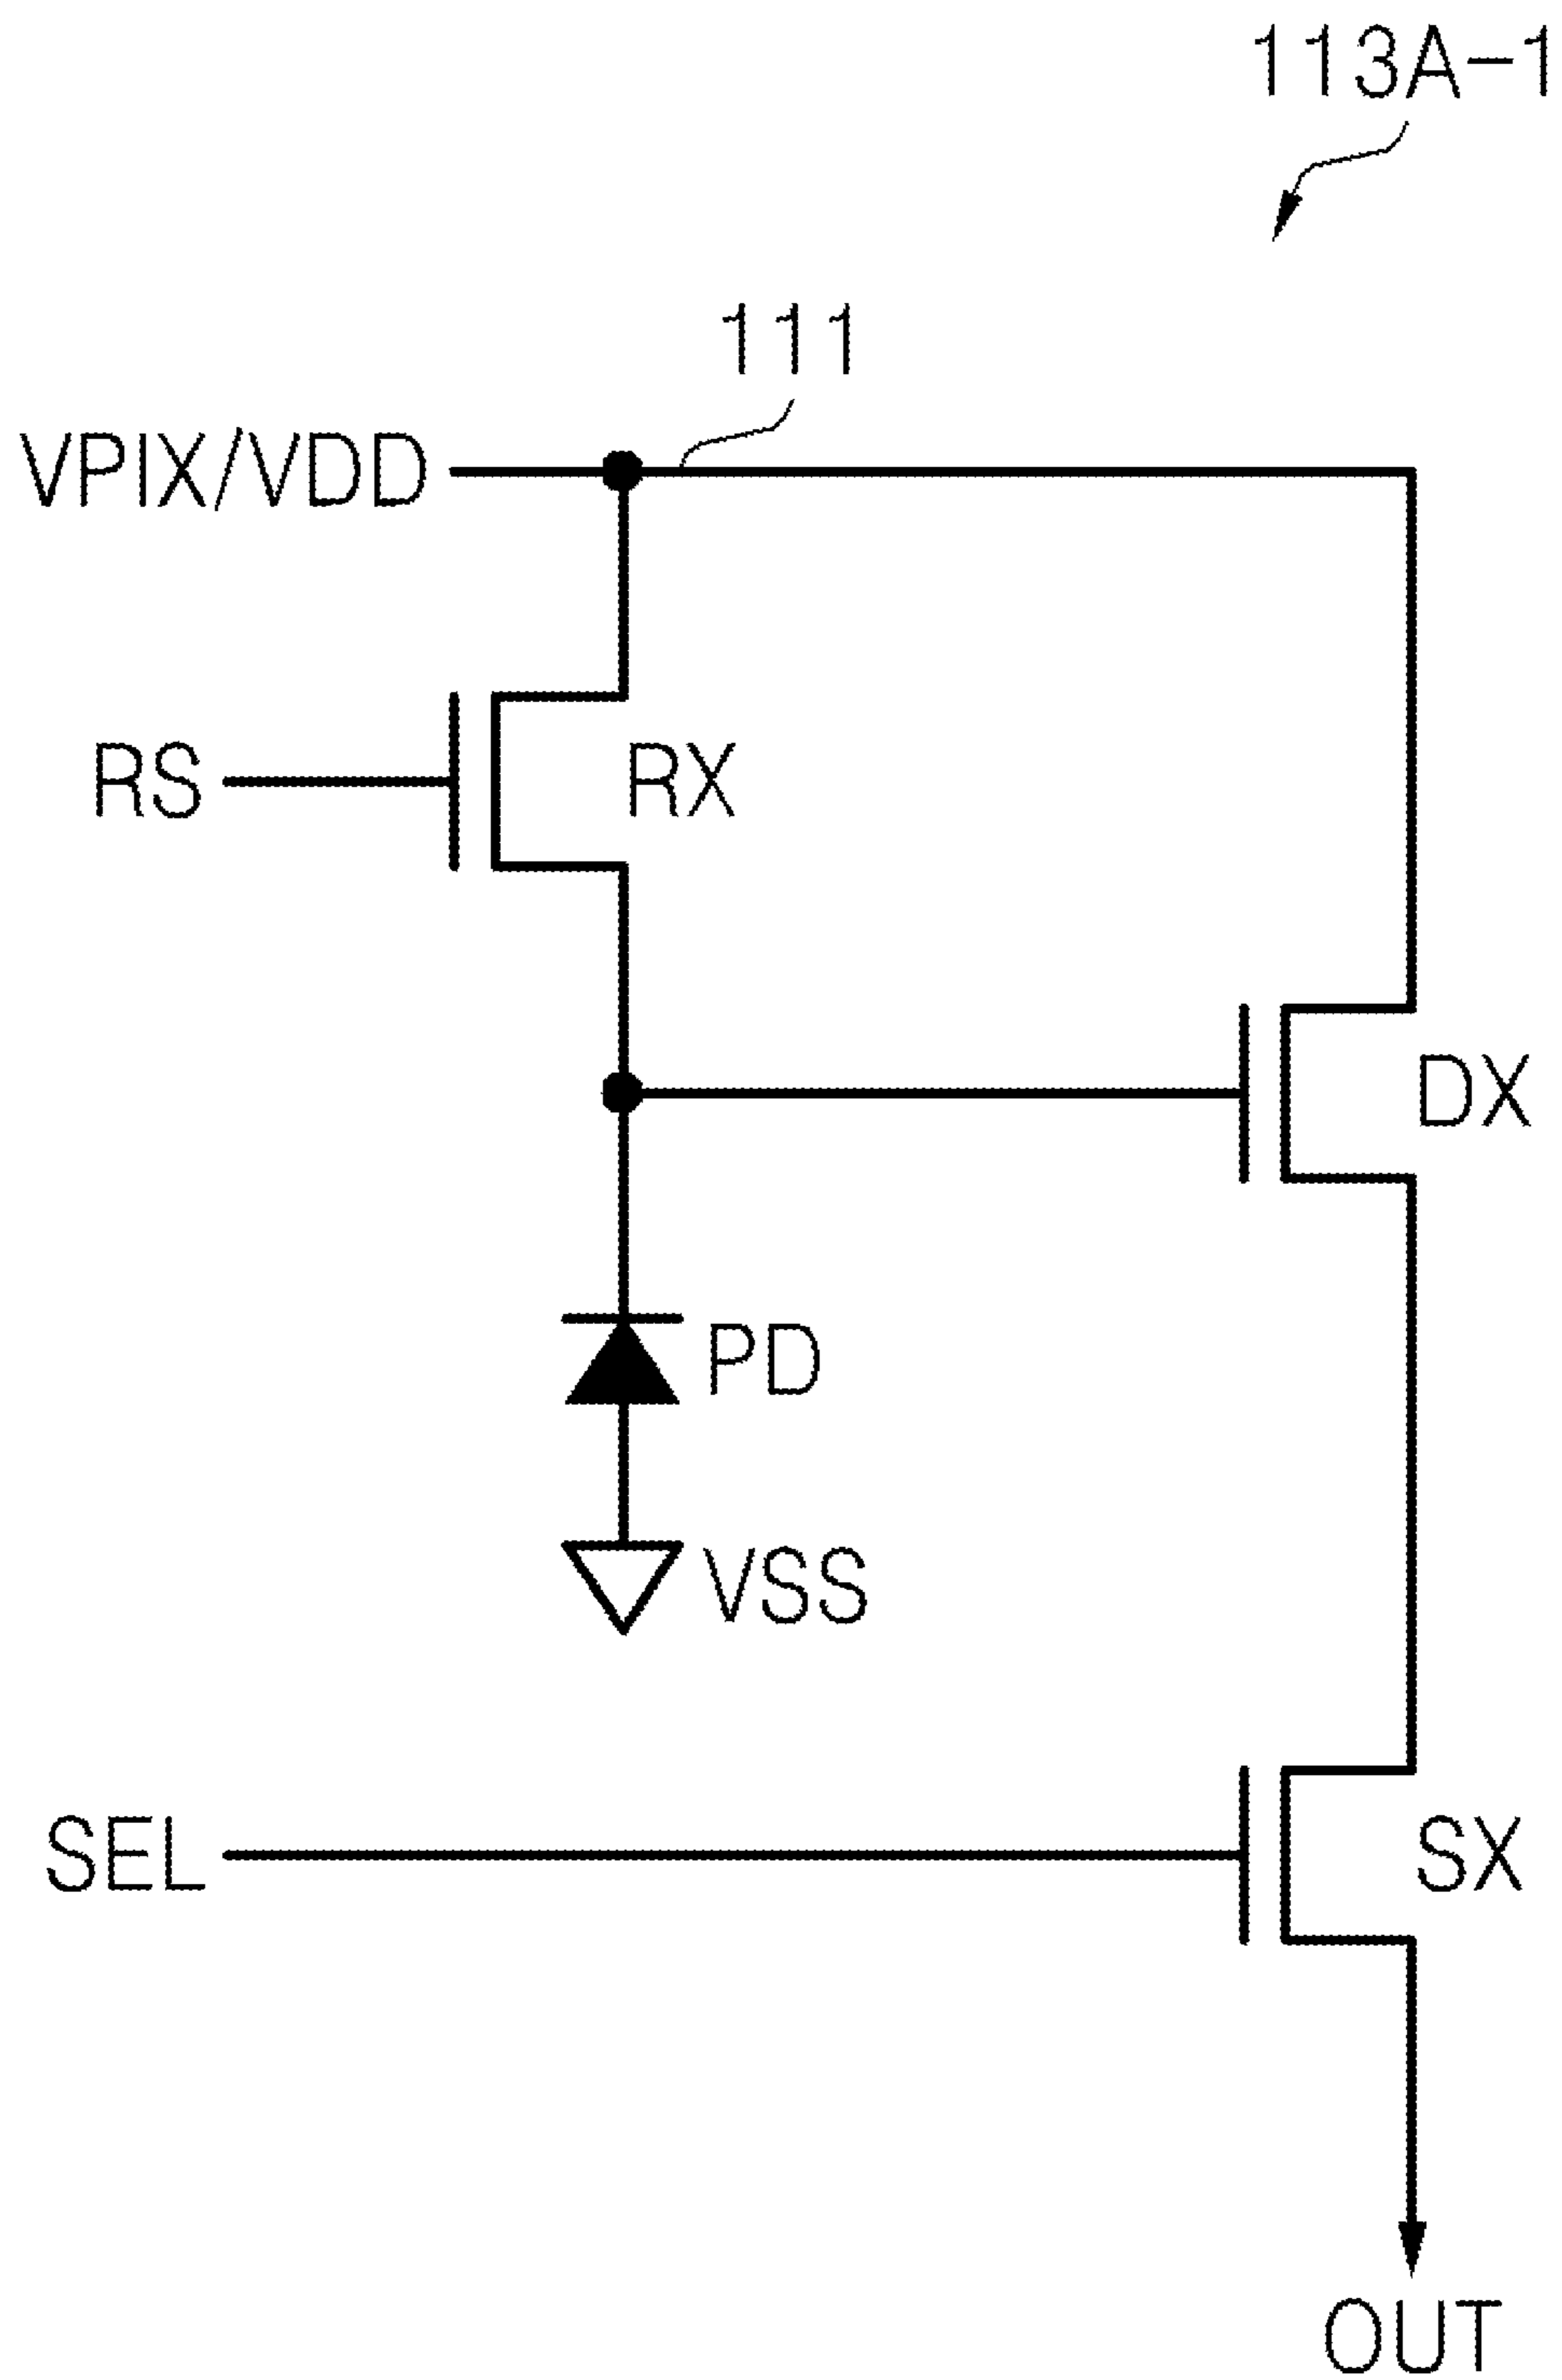 113A-1
111
VPIX/VDD
RS
RX
DX
PD
VSS
SEL
SX
OUT